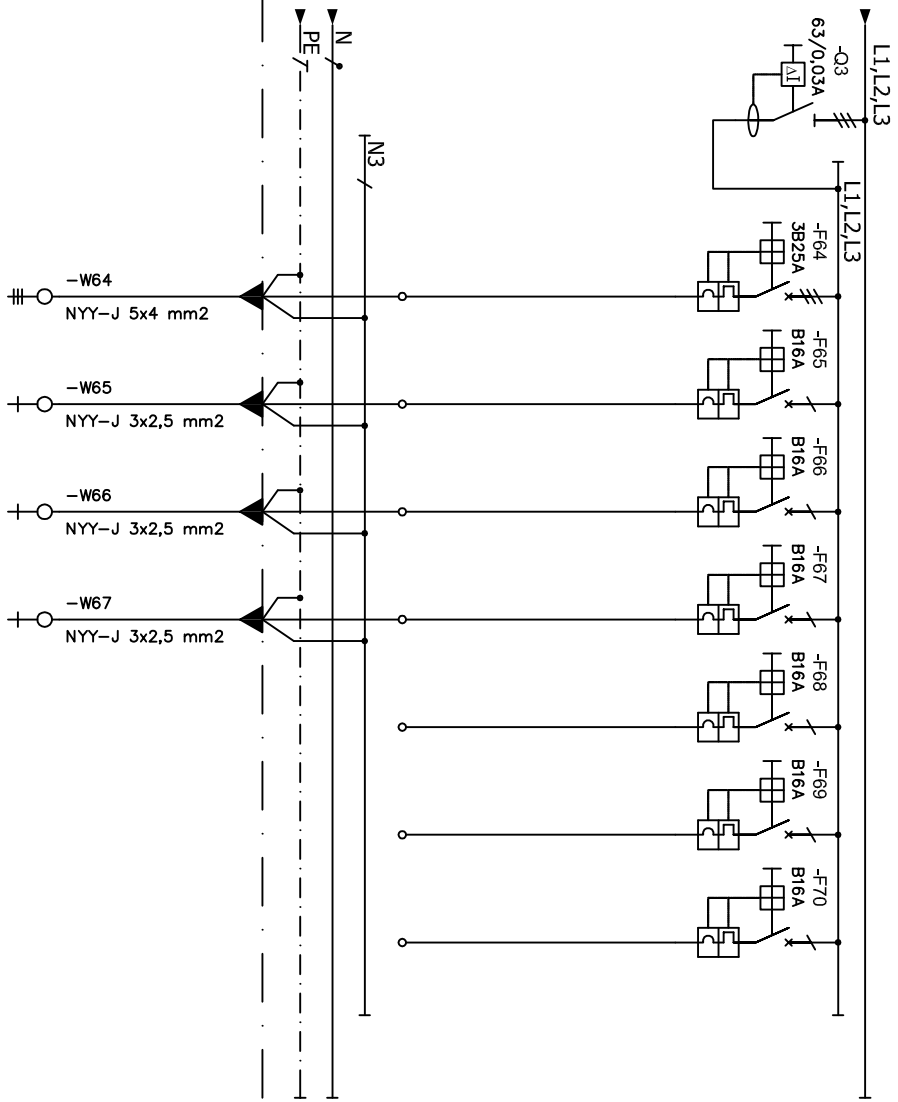 L1,L2,L3
-Q3
63/0,03A
ΔI
L1,L2,L3
N
PE
N3
-F64
3B25A
-F65
B16A
-F66
B16A
-F67
B16A
-F68
B16A
-F69
B16A
-F70
B16A
-W64
NYY-J 5x4 mm2
-W65
NYY-J 3x2,5 mm2
-W66
NYY-J 3x2,5 mm2
-W67
NYY-J 3x2,5 mm2